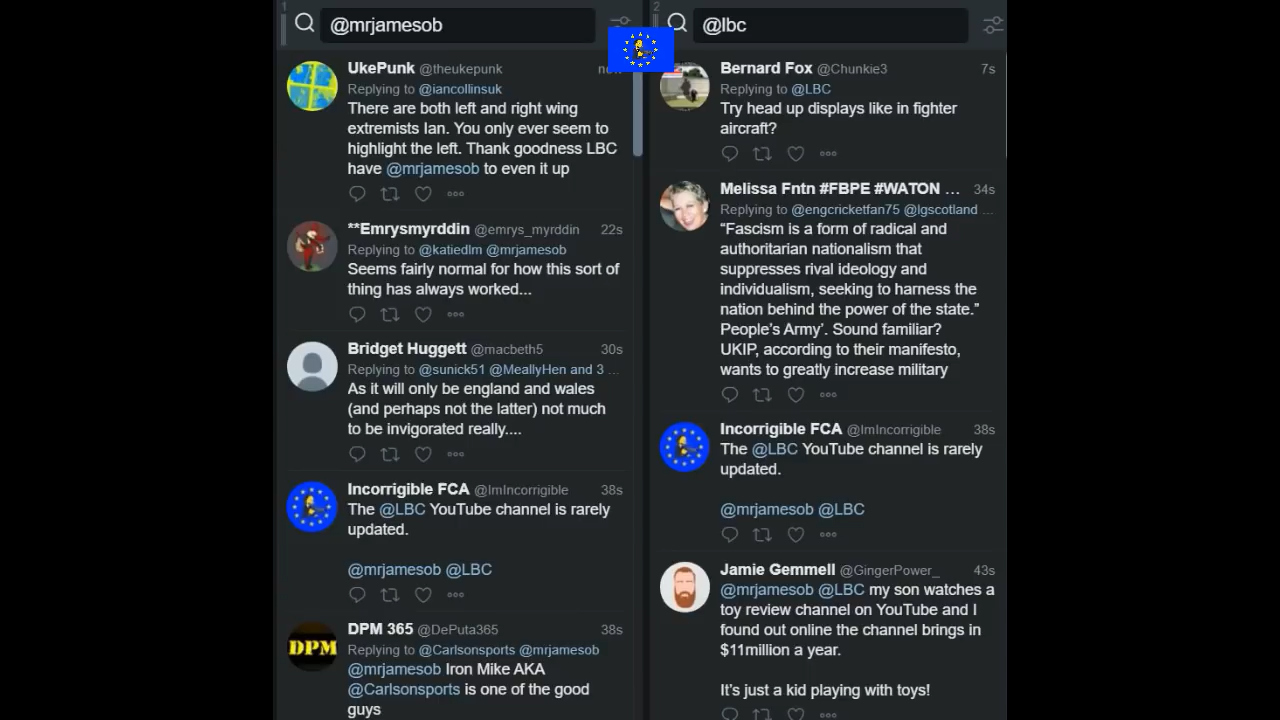 1
@mrjamesob
UkePunk @theukepunk
Replying to @iancollinsuk
There are both left and right wing
extremists Ian. You only ever seem to
highlight the left. Thank goodness LBC
have @mrjamesob to even it up
**Emrysmyrddin @emrys_myrddin 22s
Replying to @katiedlm @mrjamesob
Seems fairly normal for how this sort of
thing has always worked...
Bridget Huggett @macbeth5 30s
Replying to @sunick51 @MeallyHen and 3 ...
As it will only be england and wales
(and perhaps not the latter) not much
to be invigorated really....
Incorrigible FCA @ImIncorrigible 38s
The @LBC YouTube channel is rarely
updated.
@mrjamesob @LBC
DPM 365 @DePuta365 38s
Replying to @Carlsonsports @mrjamesob
@mrjamesob Iron Mike AKA
@Carlsonsports is one of the good
guys
DPM
2
@lbc
Bernard Fox @Chunkie3 7s
Replying to @LBC
Try head up displays like in fighter
aircraft?
Melissa Fntn #FBPE #WATON ... 34s
Replying to @engcricketfan75 @lgscotland ...
“Fascism is a form of radical and
authoritarian nationalism that
suppresses rival ideology and
individualism, seeking to harness the
nation behind the power of the state.”
People’s Army’. Sound familiar?
UKIP, according to their manifesto,
wants to greatly increase military
Incorrigible FCA @ImIncorrigible 38s
The @LBC YouTube channel is rarely
updated.
@mrjamesob @LBC
Jamie Gemmell @GingerPower_ 43s
@mrjamesob @LBC my son watches a
toy review channel on YouTube and I
found out online the channel brings in
$11million a year.
It’s just a kid playing with toys!